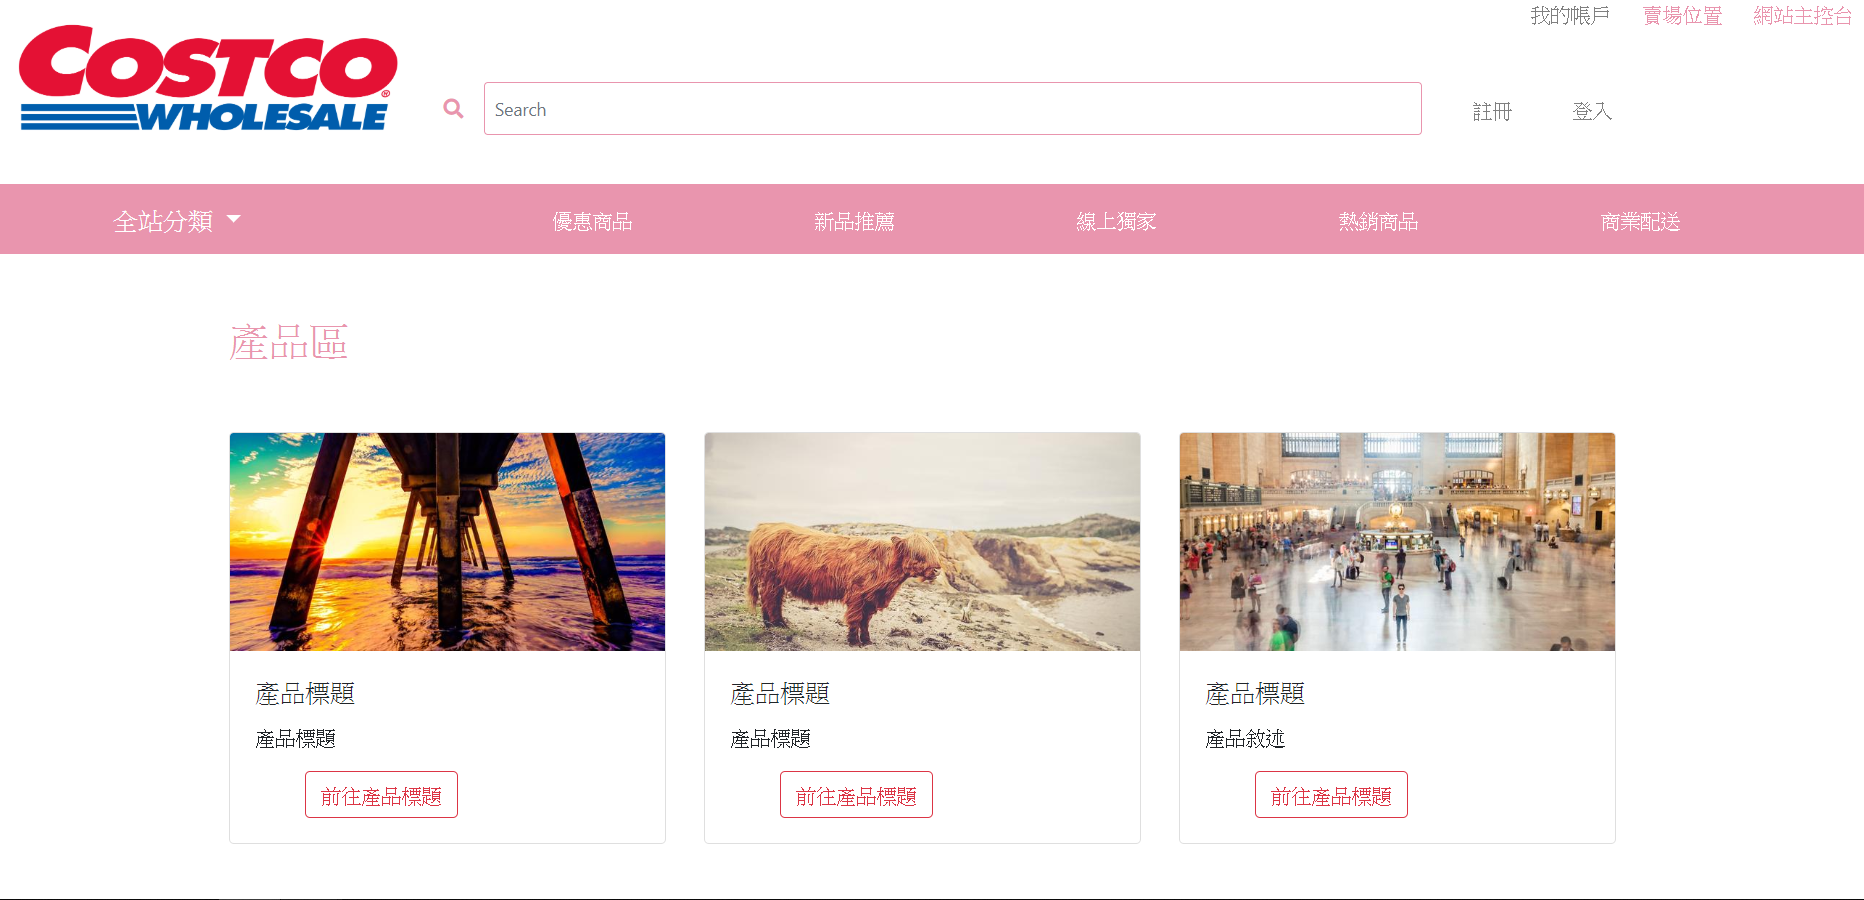 我的帳戶 賣場位置 網站主控台
COSTCO®
WHOLESALE
Search
註冊 登入
全站分類 優惠商品 新品推薦 線上獨家 熱銷商品 商業配送
產品區
產品標題
產品標題
前往產品標題
產品標題
產品標題
前往產品標題
產品標題
產品敘述
前往產品標題